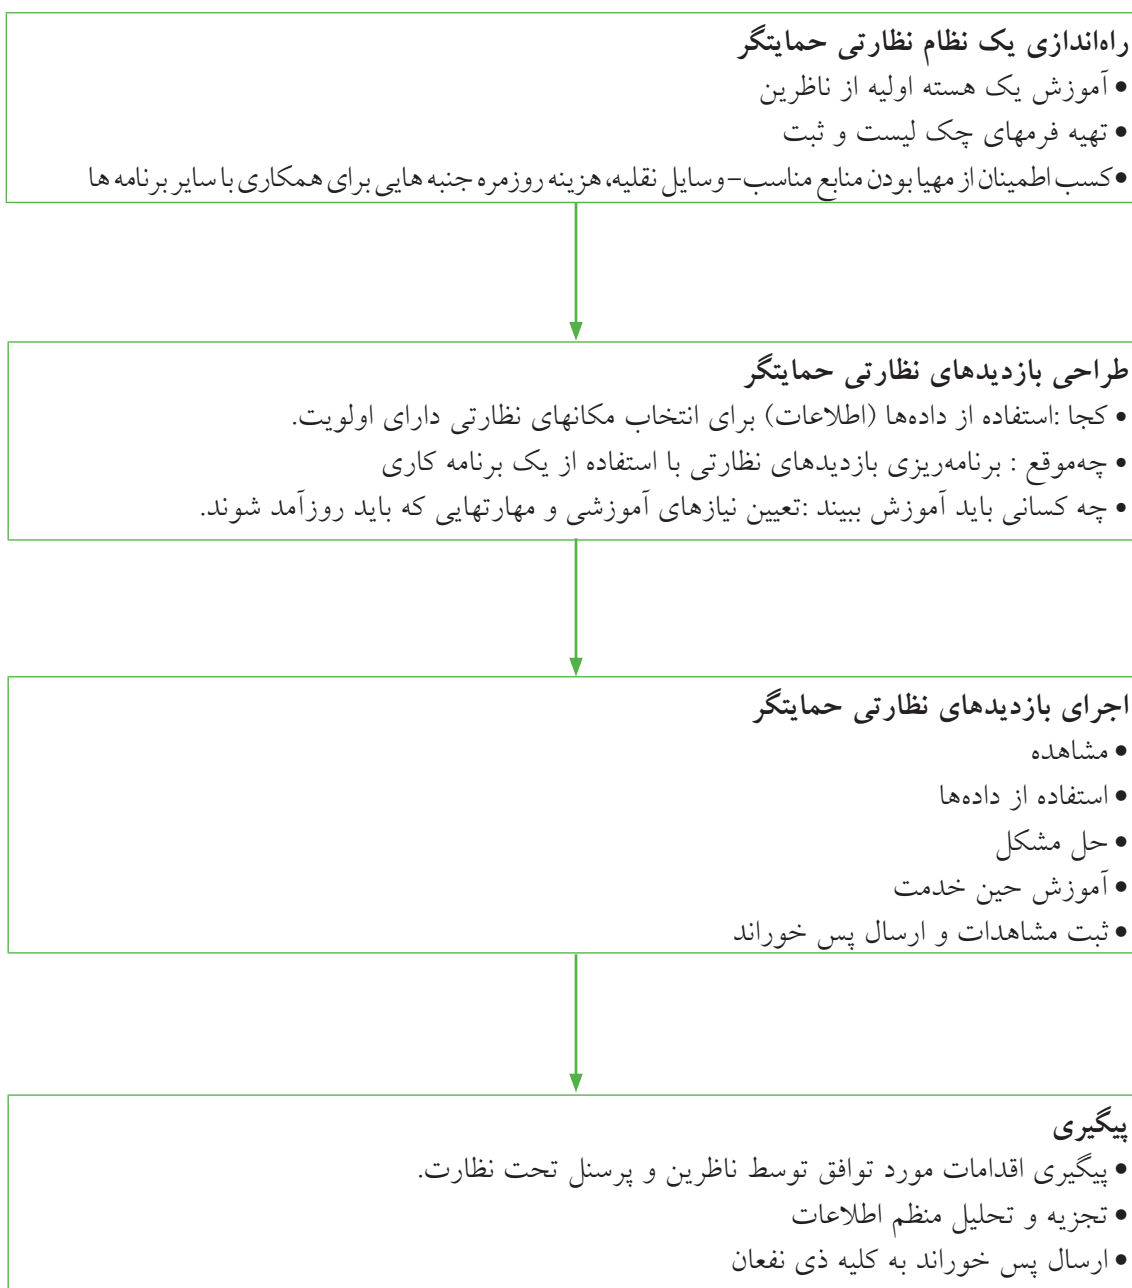 راه‌اندازی یک نظام نظارتی حمایتگر
• آموزش یک هسته اولیه از ناظرین
• تهیه فرمهای چک لیست و ثبت
• کسب اطمینان از مهیا بودن منابع مناسب-وسایل نقلیه، هزینه روزمره جنبه هایی برای همکاری با سایر برنامه ها
طراحی بازدیدهای نظارتی حمایتگر
• کجا :استفاده از داده‌ها (اطلاعات) برای انتخاب مکانهای نظارتی دارای اولویت.
• چه‌موقع : برنامه‌ریزی بازدیدهای نظارتی با استفاده از یک برنامه کاری
• چه کسانی باید آموزش ببیند :تعیین نیازهای آموزشی و مهارتهایی که باید روزآمد شوند.
اجرای بازدیدهای نظارتی حمایتگر
• مشاهده
• استفاده از داده‌ها
• حل مشکل
• آموزش حین خدمت
• ثبت مشاهدات و ارسال پس خوراند
پیگیری
• پیگیری اقدامات مورد توافق توسط ناظرین و پرسنل تحت نظارت.
• تجزیه و تحلیل منظم اطلاعات
• ارسال پس خوراند به کلیه ذی نفعان